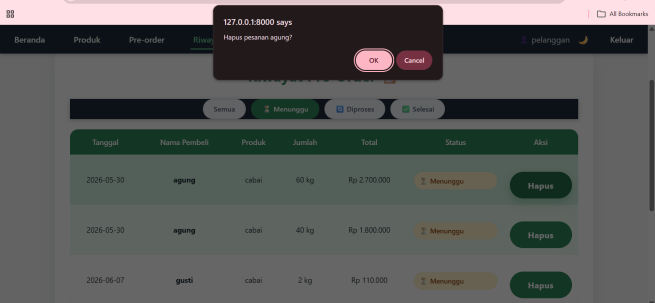 127.0.0.1:8000 says
Hapus pesanan agung?
OK
Cancel
All Bookmarks
Beranda
Produk
Pre-order
pelanggan
Keluar
Semua
Menunggu
Diproses
Selesai
Tanggal Nama Pembeli Produk Jumlah Total Status Aksi
2026-05-30 agung cabai 60 kg Rp 2.700.000 Menunggu Hapus
2026-05-30 agung cabai 40 kg Rp 1.800.000 Menunggu Hapus
2026-06-07 gusti cabai 2 kg Rp 110.000 Menunggu Hapus